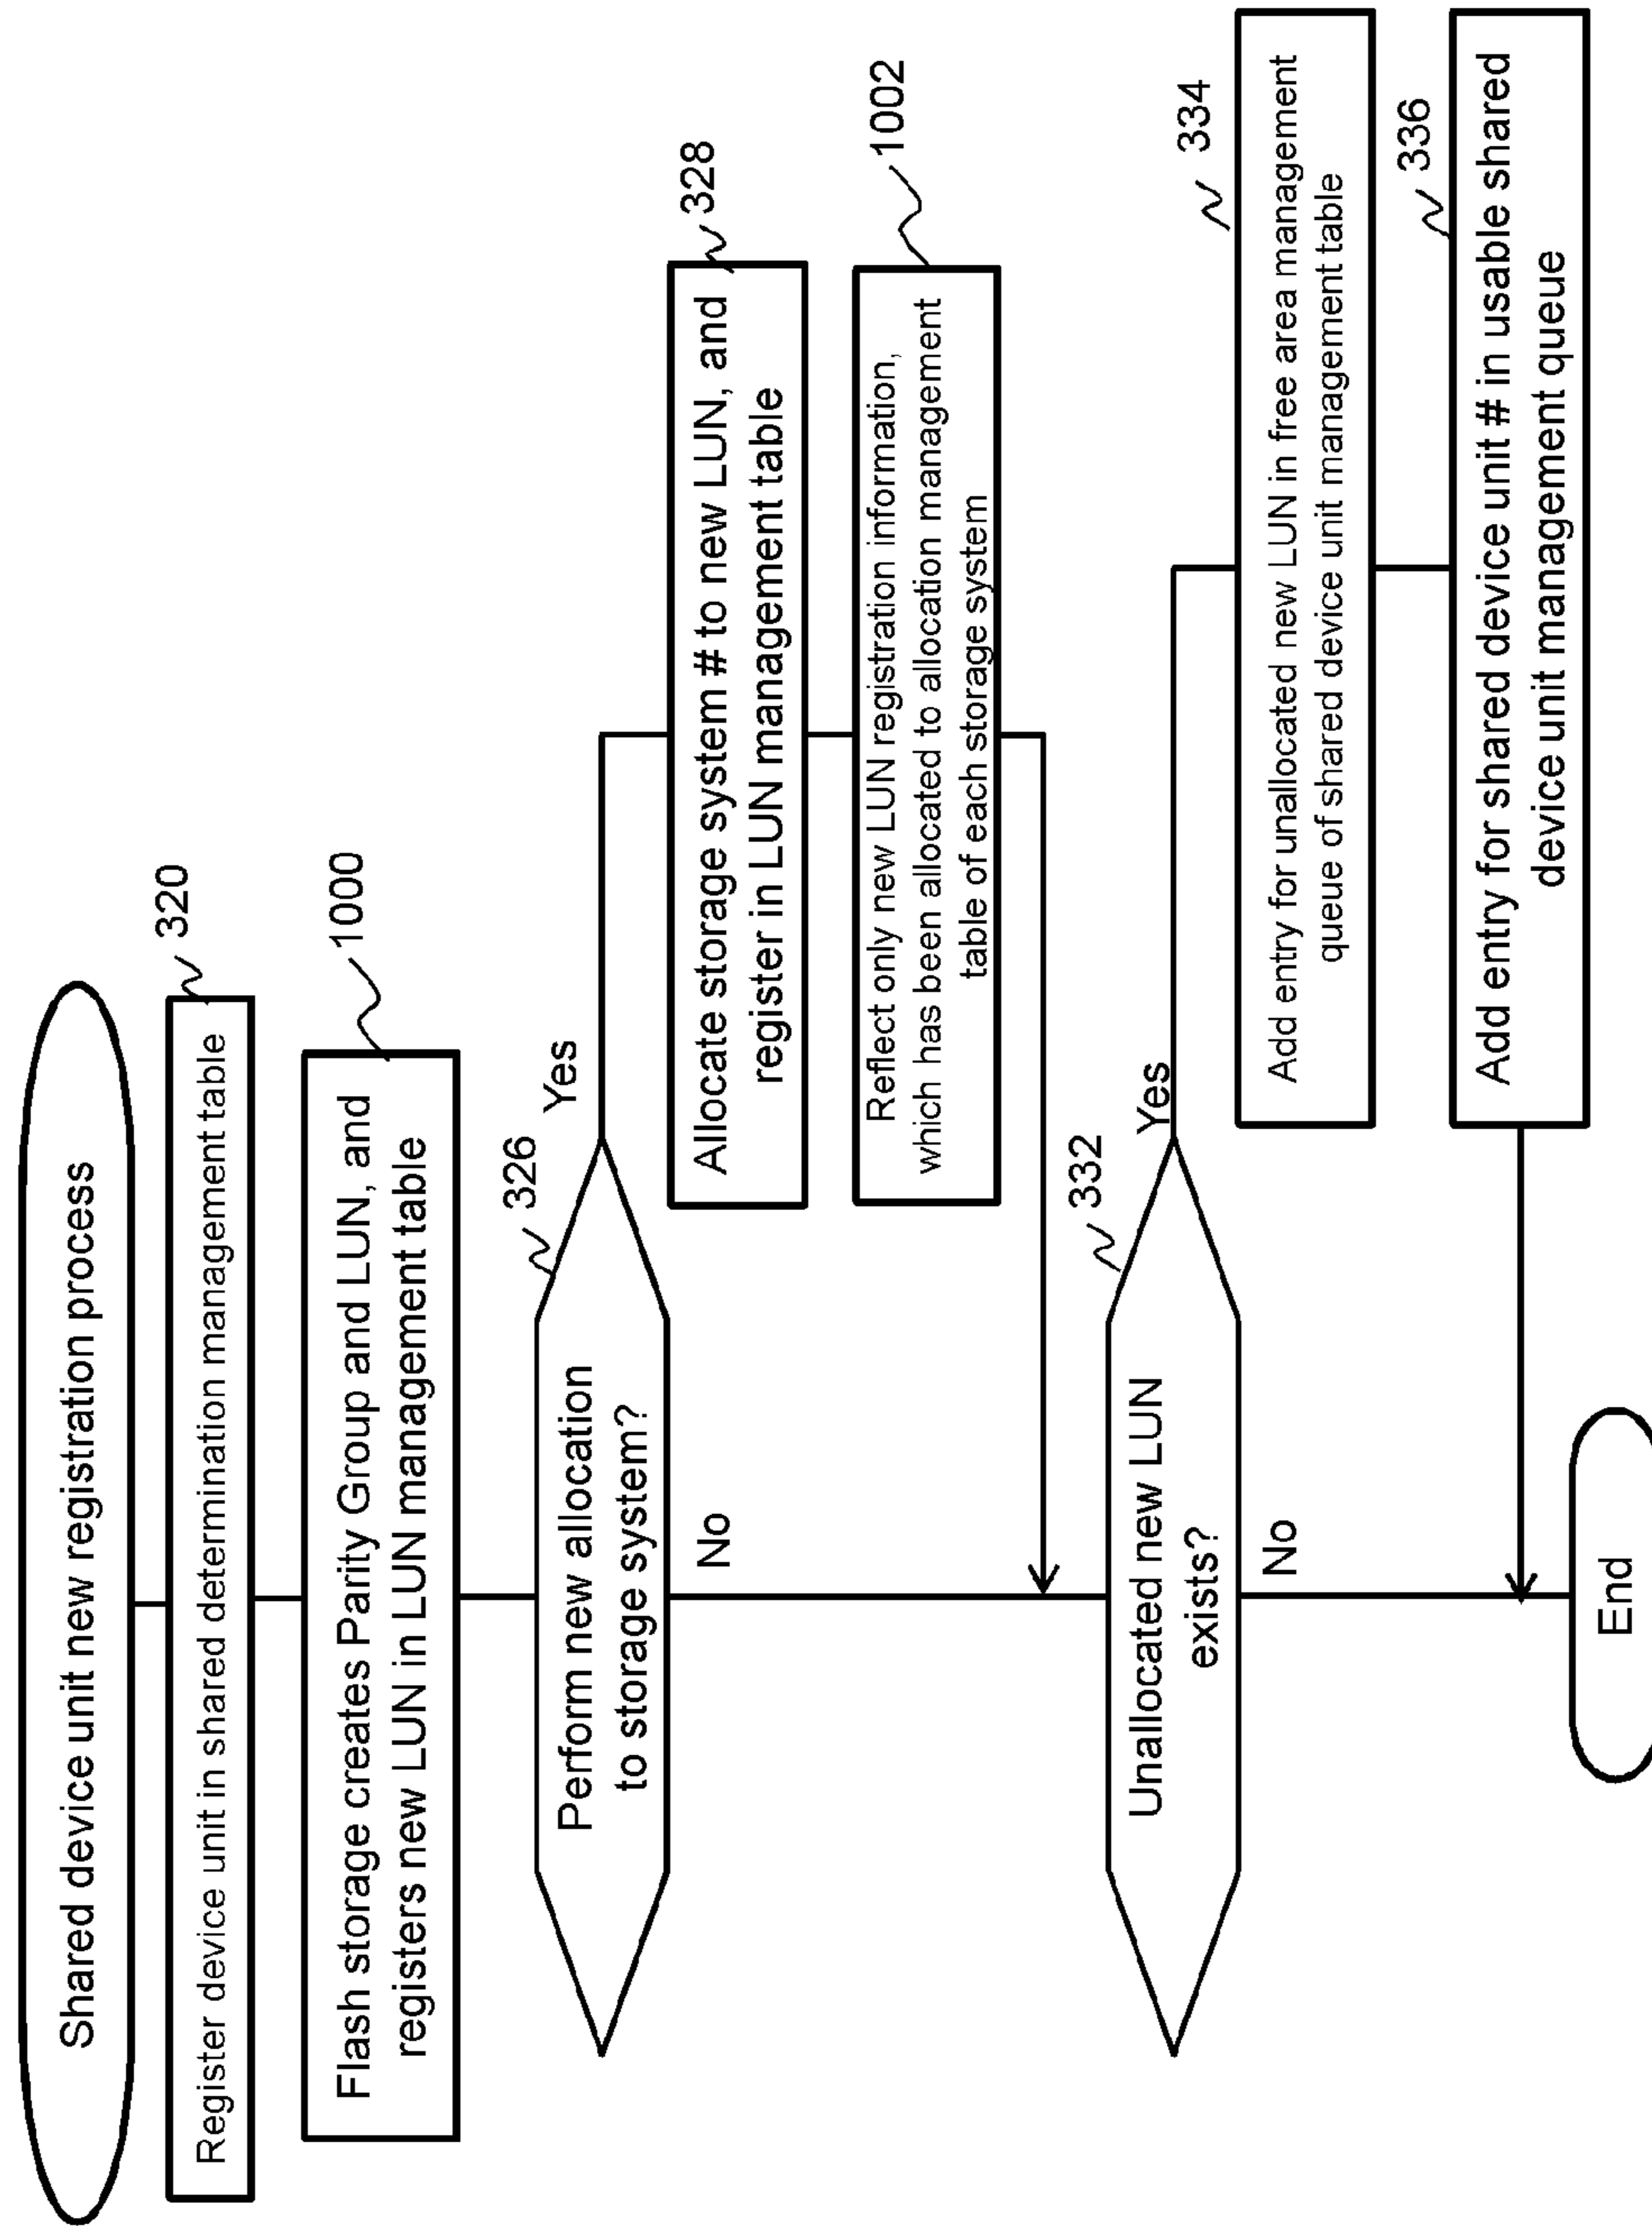 Shared device unit new registration process
320
Register device unit in shared determination management table
1000
Flash storage creates Parity Group and LUN, and
registers new LUN in LUN management table
326
Perform new allocation
to storage system?
Yes
No
328
Allocate storage system # to new LUN, and
register in LUN management table
1002
Reflect only new LUN registration information,
which has been allocated to allocation management
table of each storage system
332
Unallocated new LUN
exists?
Yes
No
334
Add entry for unallocated new LUN in free area management
queue of shared device unit management table
336
Add entry for shared device unit # in usable shared
device unit management queue
End